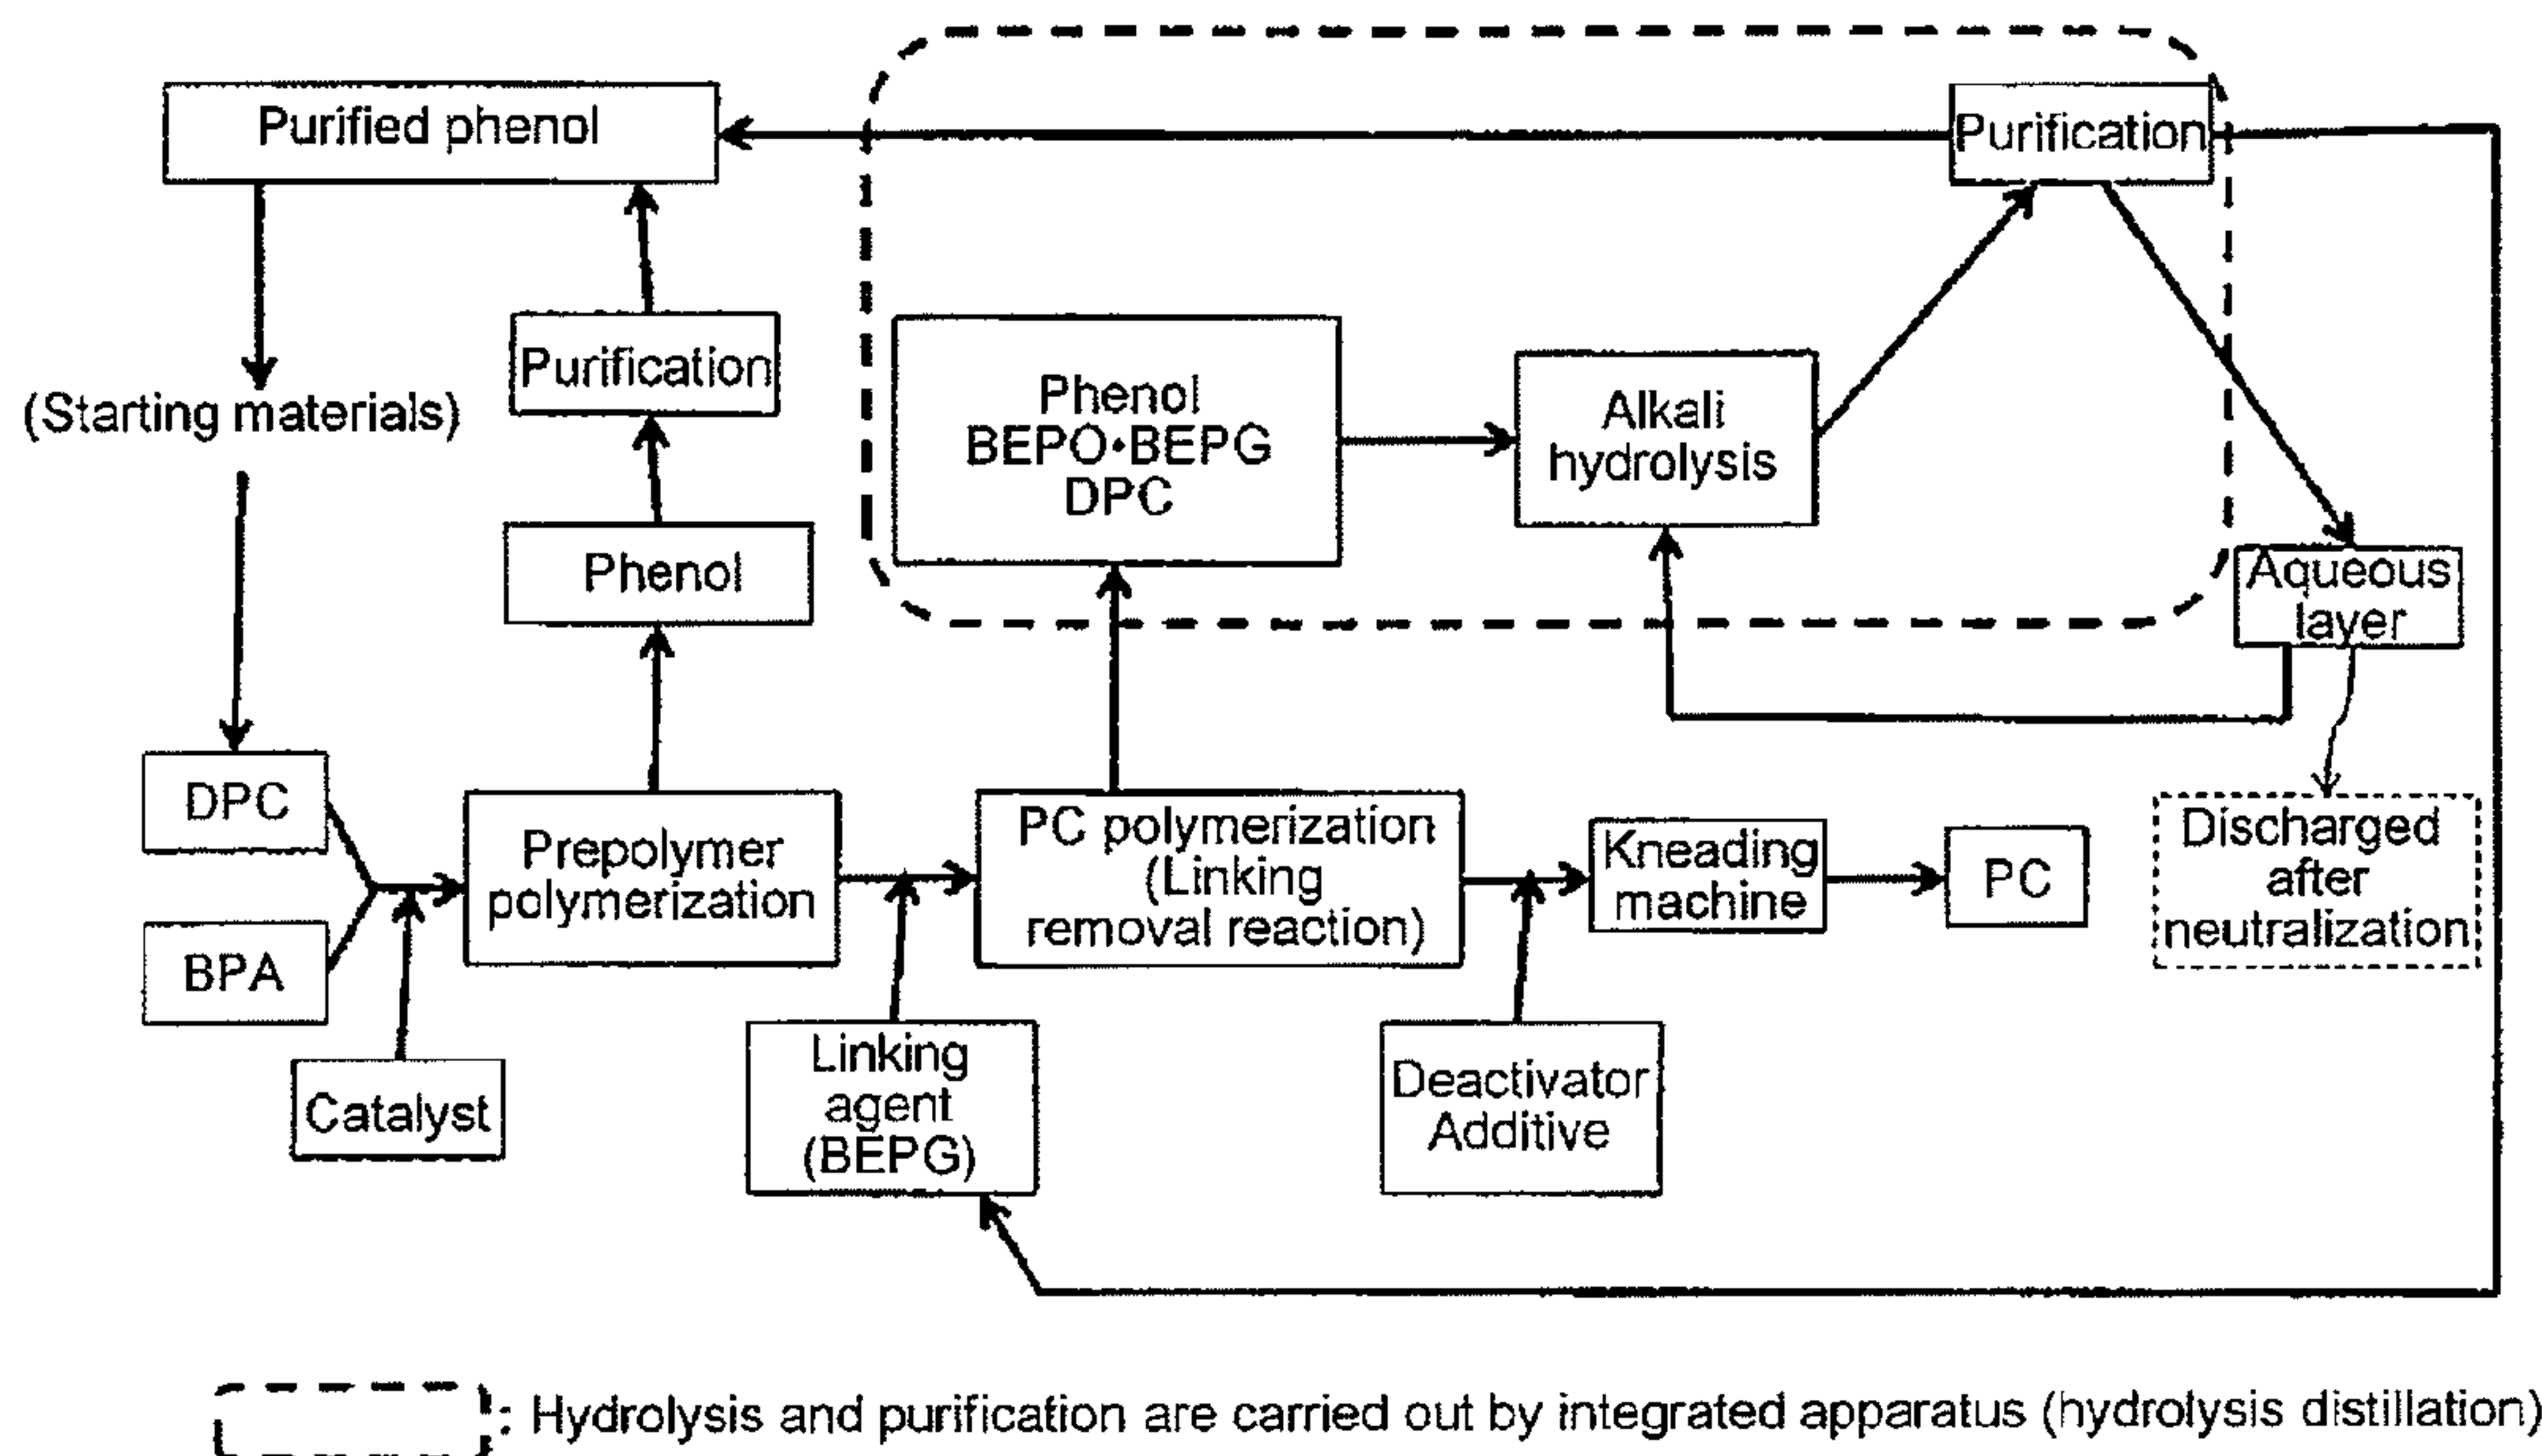 Purified phenol
Purification
Purification
(Starting materials)
Phenol
BEPO•BEPG
DPC
Alkali
hydrolysis
Phenol
Aqueous
layer
DPC
BPA
Catalyst
Prepolymer
polymerization
PC polymerization
(Linking
removal reaction)
Kneading
machine
PC
Discharged
after
neutralization
Linking
agent
(BEPG)
Deactivator
Additive
: Hydrolysis and purification are carried out by integrated apparatus (hydrolysis distillation)